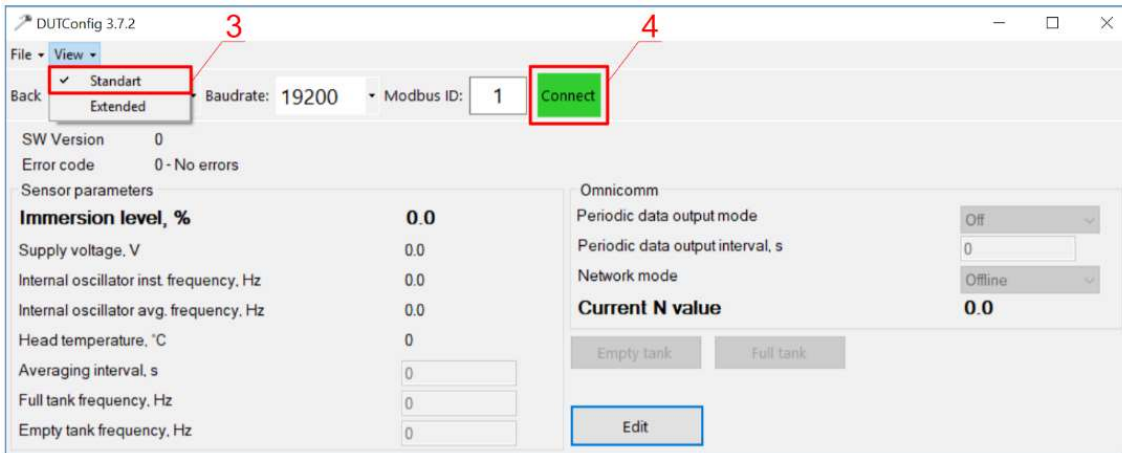 DUTConfig 3.7.2
3
4
File View
Standart
Extended
Back Baudrate: 19200 Modbus ID: 1 Connect
SW Version 0
Error code 0 - No errors
Sensor parameters
Immersion level, % 0.0
Supply voltage, V 0.0
Internal oscillator inst. frequency, Hz 0.0
Internal oscillator avg. frequency, Hz 0.0
Head temperature, °C 0
Averaging interval, s 0
Full tank frequency, Hz 0
Empty tank frequency, Hz 0
Omnicomm
Periodic data output mode Off
Periodic data output interval, s 0
Network mode Offline
Current N value 0.0
Empty tank Full tank
Edit